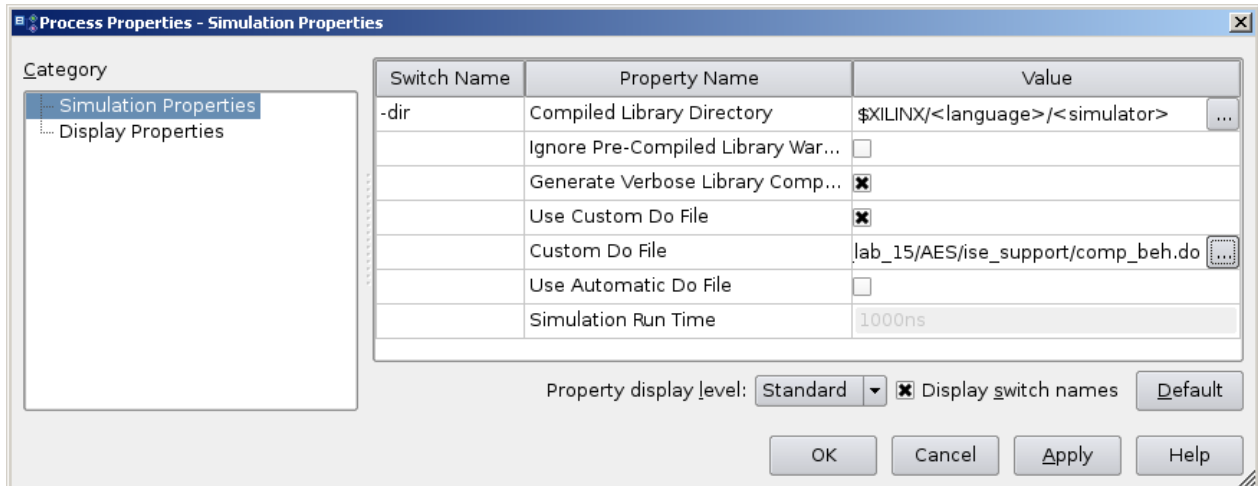 Process Properties - Simulation Properties
Category
Simulation Properties
Display Properties
Switch Name Property Name Value
-dir Compiled Library Directory $XILINX/<language>/<simulator> ...
Ignore Pre-Compiled Library War...
Generate Verbose Library Comp...
Use Custom Do File
Custom Do File lab_15/AES/ise_support/comp_beh.do ...
Use Automatic Do File
Simulation Run Time 1000ns
Property display level: Standard Display switch names Default
OK Cancel Apply Help